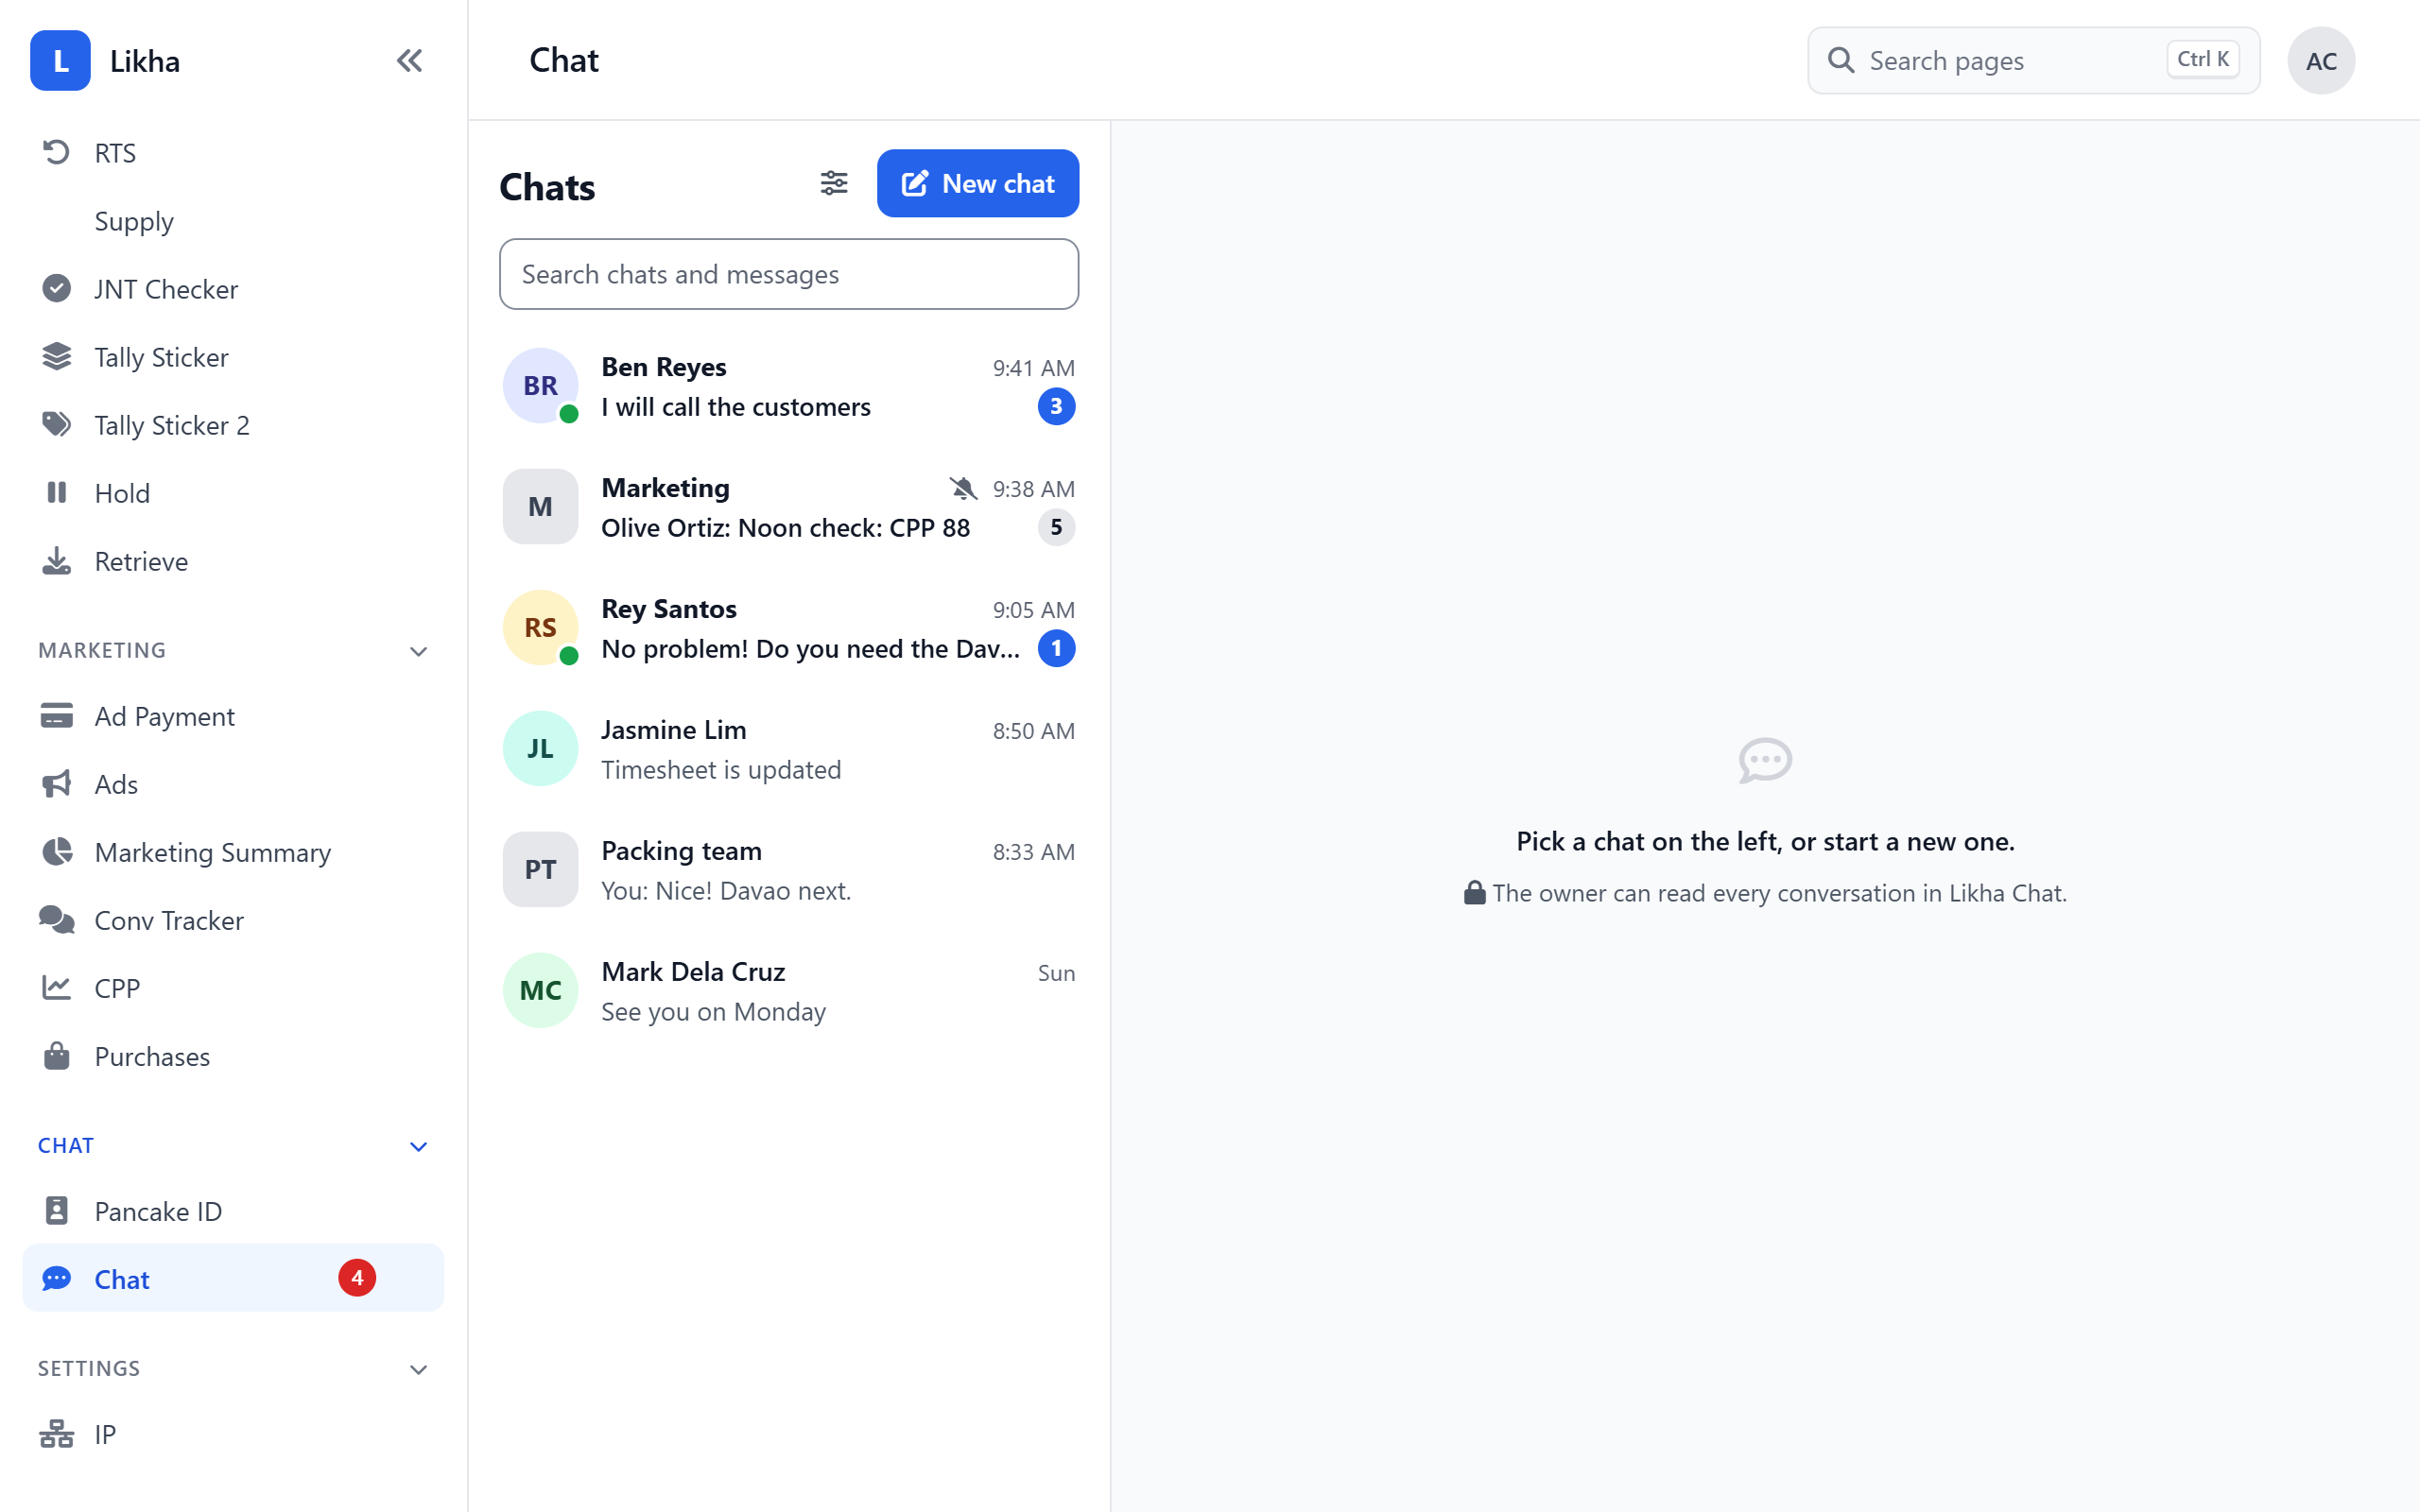 L Likha
RTS
Supply
JNT Checker
Tally Sticker
Tally Sticker 2
Hold
Retrieve
MARKETING
Ad Payment
Ads
Marketing Summary
Conv Tracker
CPP
Purchases
CHAT
Pancake ID
Chat 4
SETTINGS
IP
Chat
Search pages Ctrl K
AC
Chats
New chat
Search chats and messages
BR
Ben Reyes 9:41 AM
I will call the customers 3
M
Marketing 9:38 AM
Olive Ortiz: Noon check: CPP 88 5
RS
Rey Santos 9:05 AM
No problem! Do you need the Dav... 1
JL
Jasmine Lim 8:50 AM
Timesheet is updated
PT
Packing team 8:33 AM
You: Nice! Davao next.
MC
Mark Dela Cruz Sun
See you on Monday
Pick a chat on the left, or start a new one.
The owner can read every conversation in Likha Chat.